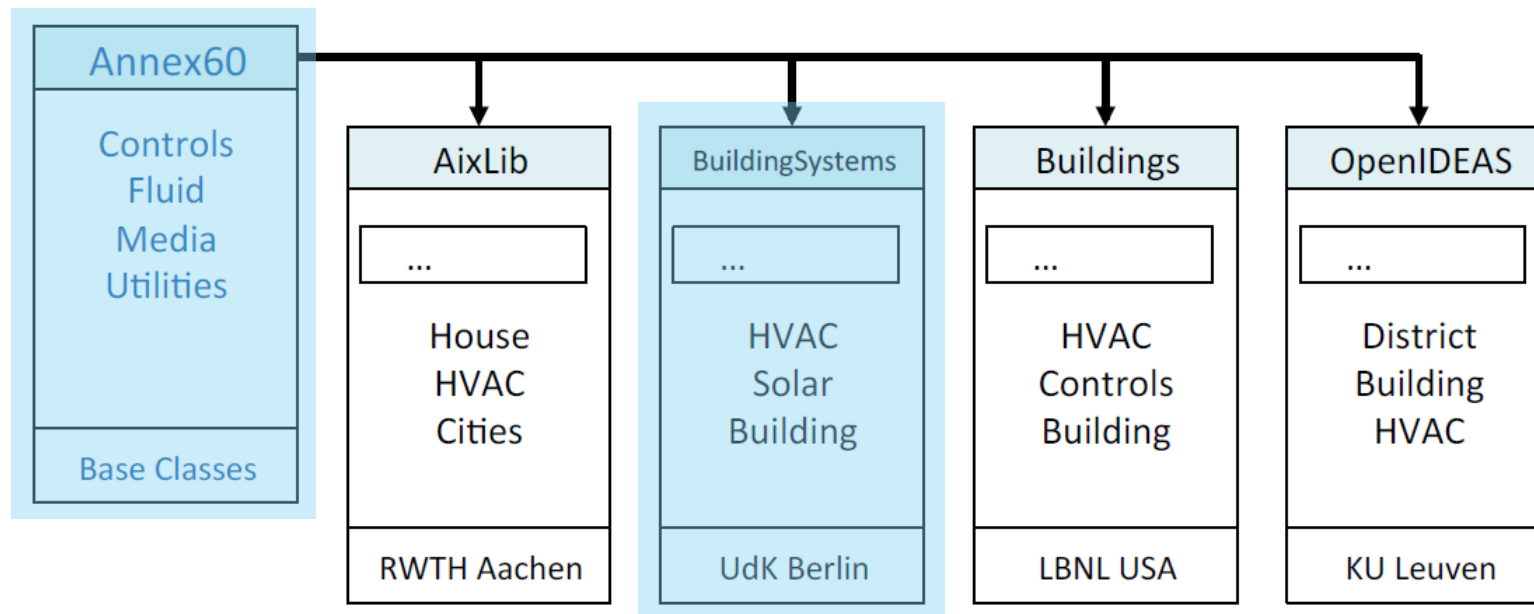 Annex60
Controls
Fluid
Media
Utilities
Base Classes
AixLib
...
House
HVAC
Cities
RWTH Aachen
BuildingSystems
...
HVAC
Solar
Building
UdK Berlin
Buildings
...
HVAC
Controls
Building
LBNL USA
OpenIDEAS
...
District
Building
HVAC
KU Leuven